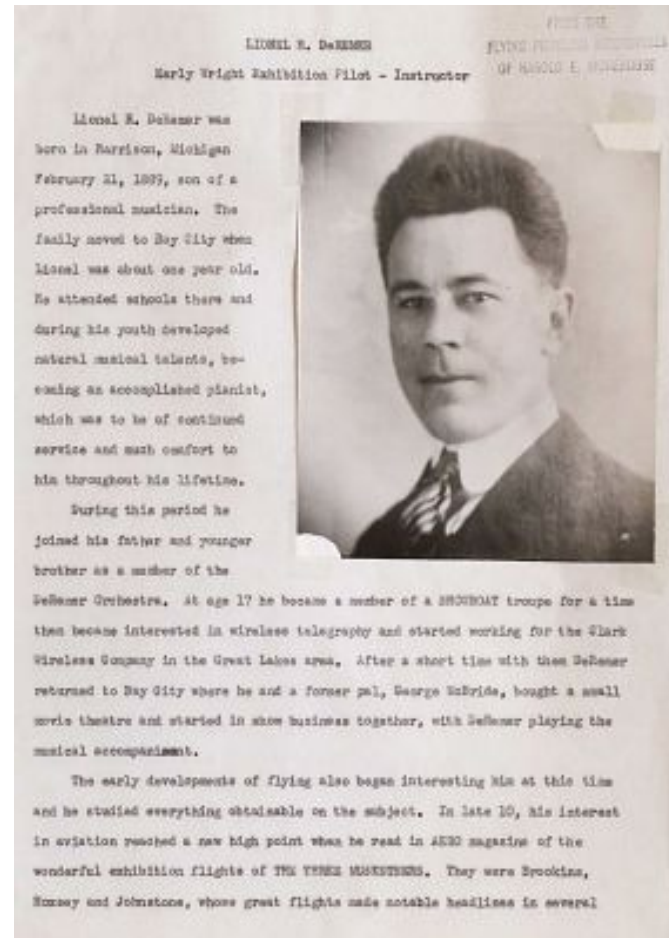 LIONEL R. DeREMER
FROM THE
FLYING PIONEERS BIOGRAPHIES
OF HAROLD E. MOREHOUSE
Early Wright Exhibition Pilot - Instructor
Lionel R. DeRemer was
born in Harrison, Michigan
February 21, 1889, son of a
professional musician. The
family moved to Bay City when
Lionel was about one year old.
He attended schools there and
during his youth developed
natural musical talents, be-
coming an accomplished pianist,
which was to be of continued
service and much comfort to
him throughout his lifetime.
During this period he
joined his father and younger
brother as a member of the
DeRemer Orchestra. At age 17 he became a member of a SHOWBOAT troupe for a time
then became interested in wireless telegraphy and started working for the Clark
Wireless Company in the Great Lakes area. After a short time with them DeRemer
returned to Bay City where he and a former pal, George McBride, bought a small
movie theatre and started in show business together, with DeRemer playing the
musical accompaniment.
The early developments of flying also began interesting him at this time
and he studied everything obtainable on the subject. In late 10, his interest
in aviation reached a new high point when he read in AERO magazine of the
wonderful exhibition flights of THE THREE MUSKETEERS. They were Brookins,
Hoxsey and Johnstone, whose great flights made notable headlines in several